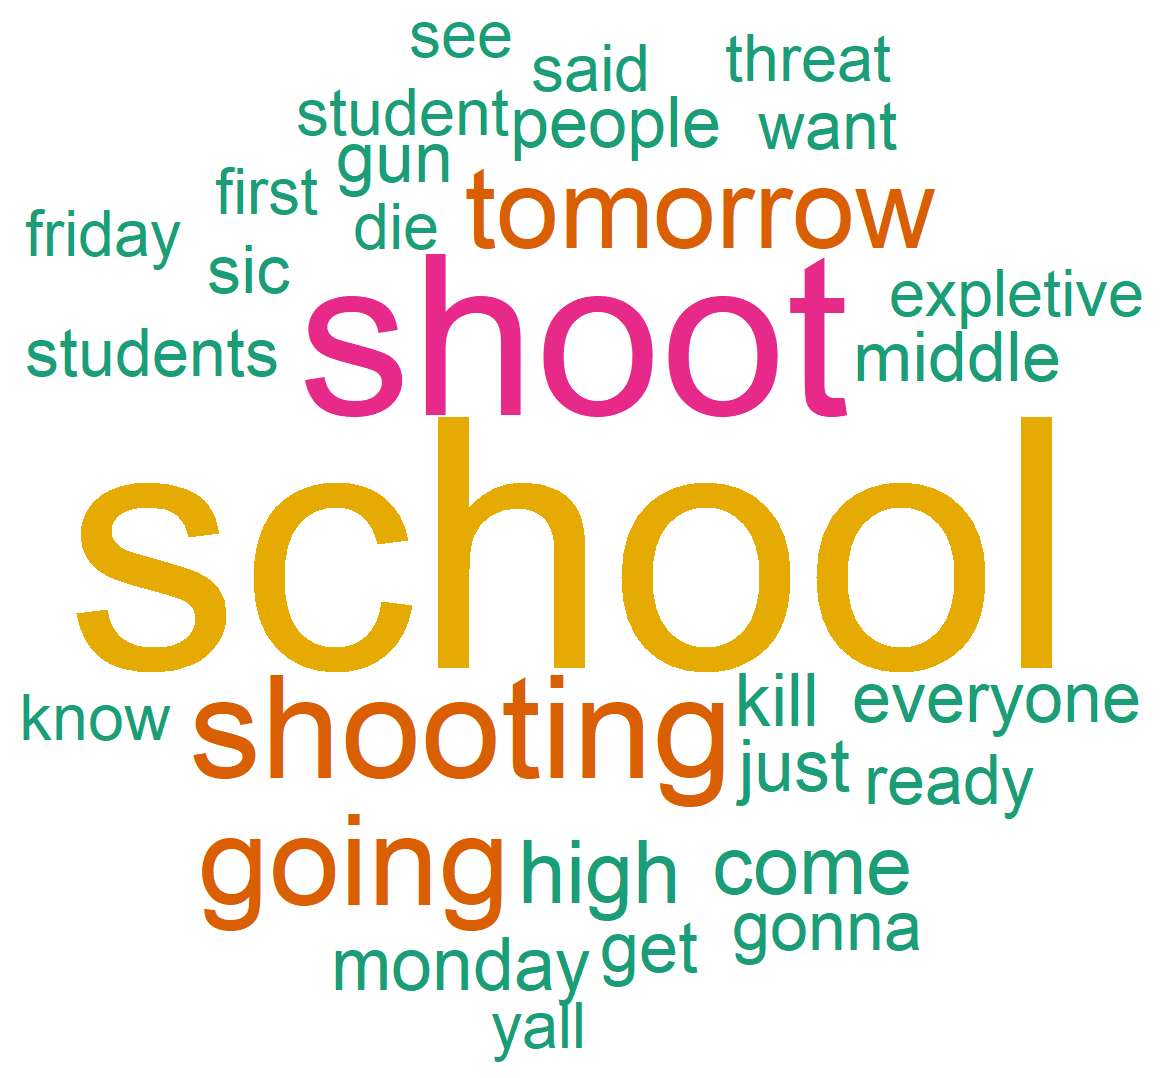 see
said
threat
student
people
want
gun
first
tomorrow
friday
die
sic
expletive
shoot
students
middle
school
know
shooting
kill
everyone
just
ready
going
high
come
gonna
monday
get
yall